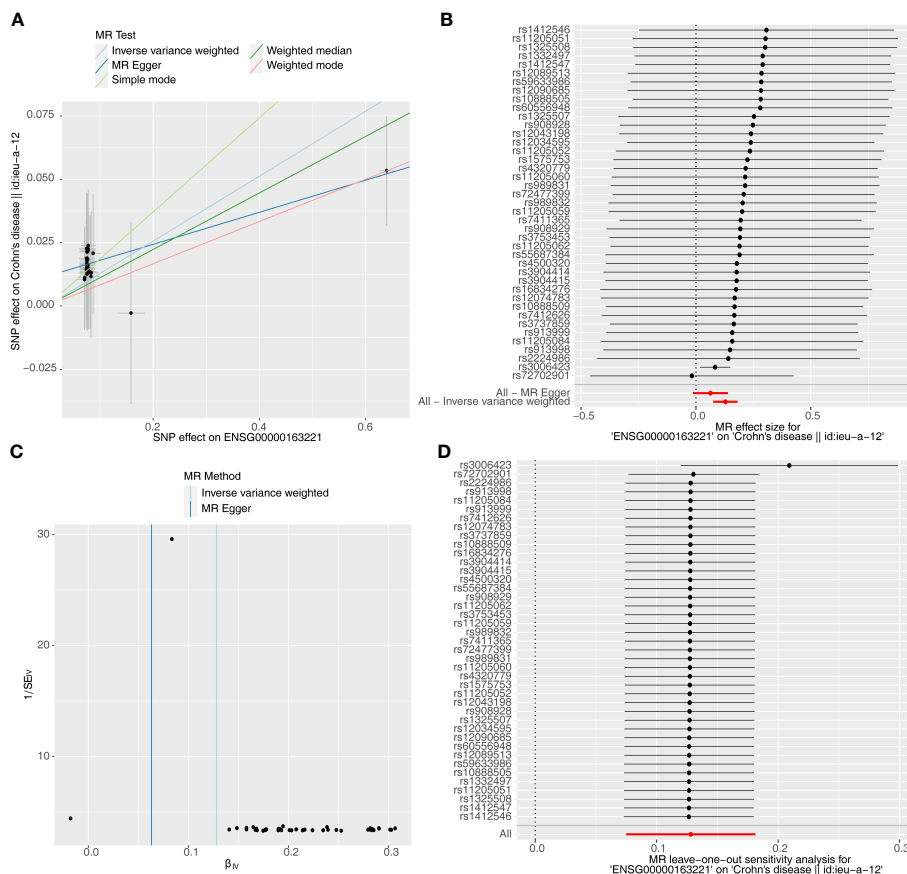 A
MR Test
Inverse variance weighted
MR Egger
Simple mode
Weighted median
Weighted mode
SNP effect on Crohn's disease || id:ieu-a-12
0.075
0.050
0.025
0.000
−0.025
0.2
0.4
0.6
SNP effect on ENSG00000163221
B
rs1412546
rs11205051
rs1325508
rs1332497
rs1412547
rs12089513
rs59633986
rs12090685
rs10888505
rs60556948
rs1325507
rs908928
rs12043198
rs12034595
rs11205052
rs1575753
rs4320779
rs11205060
rs989831
rs72477399
rs989832
rs11205059
rs7411365
rs908929
rs3753453
rs11205062
rs55687384
rs4500320
rs3904414
rs3904415
rs16834276
rs12074783
rs10888509
rs7412626
rs3737859
rs913999
rs11205084
rs913998
rs2224986
rs3006423
rs72702901
All − MR Egger
All − Inverse variance weighted
−0.5
0.0
0.5
MR effect size for
'ENSG00000163221' on 'Crohn's disease || id:ieu-a-12'
C
MR Method
Inverse variance weighted
MR Egger
1/SEIV
30
20
10
0.0
0.1
0.2
0.3
βIV
D
rs3006423
rs72702901
rs2224986
rs913998
rs11205084
rs913999
rs7412626
rs12074783
rs3737859
rs10888509
rs16834276
rs3904414
rs3904415
rs4500320
rs55687384
rs908929
rs11205062
rs3753453
rs11205059
rs989832
rs7411365
rs72477399
rs989831
rs11205060
rs4320779
rs1575753
rs11205052
rs12043198
rs908928
rs1325507
rs12034595
rs12090685
rs60556948
rs12089513
rs59633986
rs10888505
rs1332497
rs11205051
rs1325508
rs1412547
rs1412546
All
0.0
0.1
0.2
0.3
MR leave−one−out sensitivity analysis for
'ENSG00000163221' on 'Crohn's disease || id:ieu-a-12'